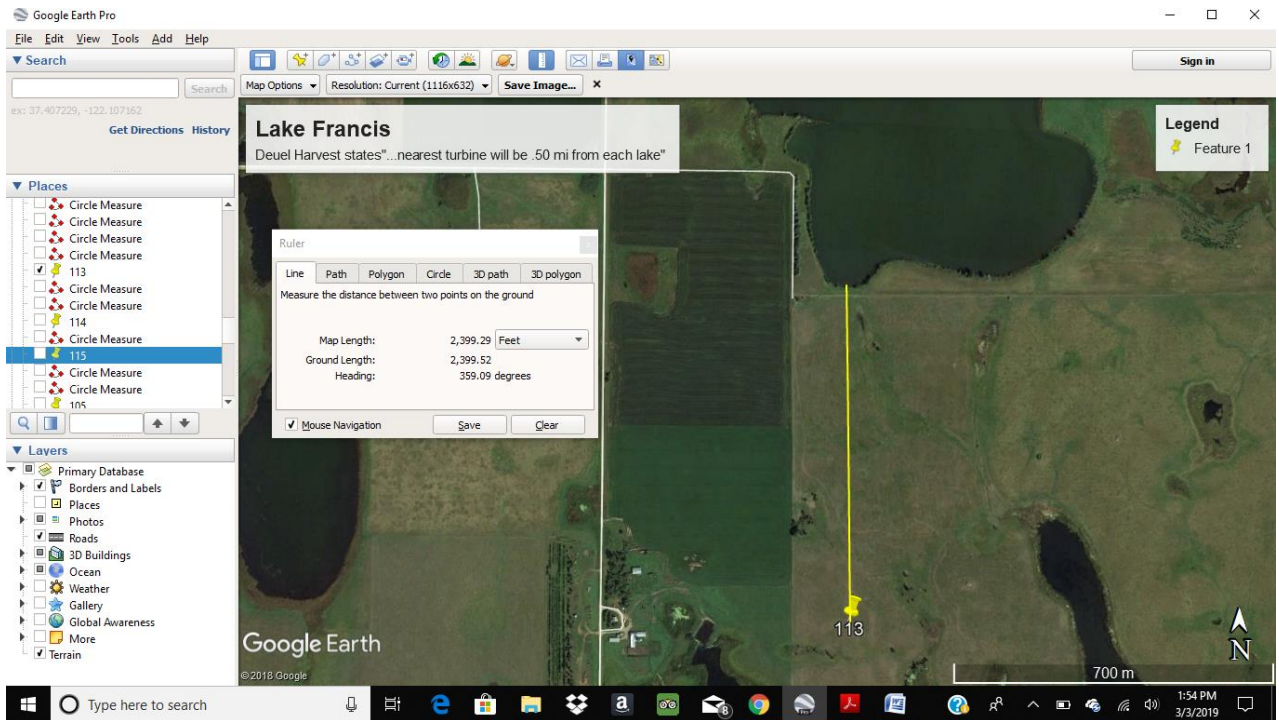 Google Earth Pro
File Edit View Tools Add Help
Search
Search
ex: 37.407229, -122.107162
Get Directions History
Sign in
Map Options Resolution: Current (1116x632) Save Image...
Lake Francis
Deuel Harvest states"...nearest turbine will be .50 mi from each lake"
Legend
Feature 1
Places
Circle Measure
Circle Measure
Circle Measure
Circle Measure
113
Circle Measure
Circle Measure
114
Circle Measure
115
Circle Measure
Circle Measure
105
Ruler
Line Path Polygon Circle 3D path 3D polygon
Measure the distance between two points on the ground
Map Length: 2,399.29 Feet
Ground Length: 2,399.52
Heading: 359.09 degrees
Mouse Navigation Save Clear
Layers
Primary Database
Borders and Labels
Places
Photos
Roads
3D Buildings
Ocean
Weather
Gallery
Global Awareness
More
Terrain
113
Google Earth
© 2018 Google
N
700 m
Type here to search
1:54 PM
3/3/2019